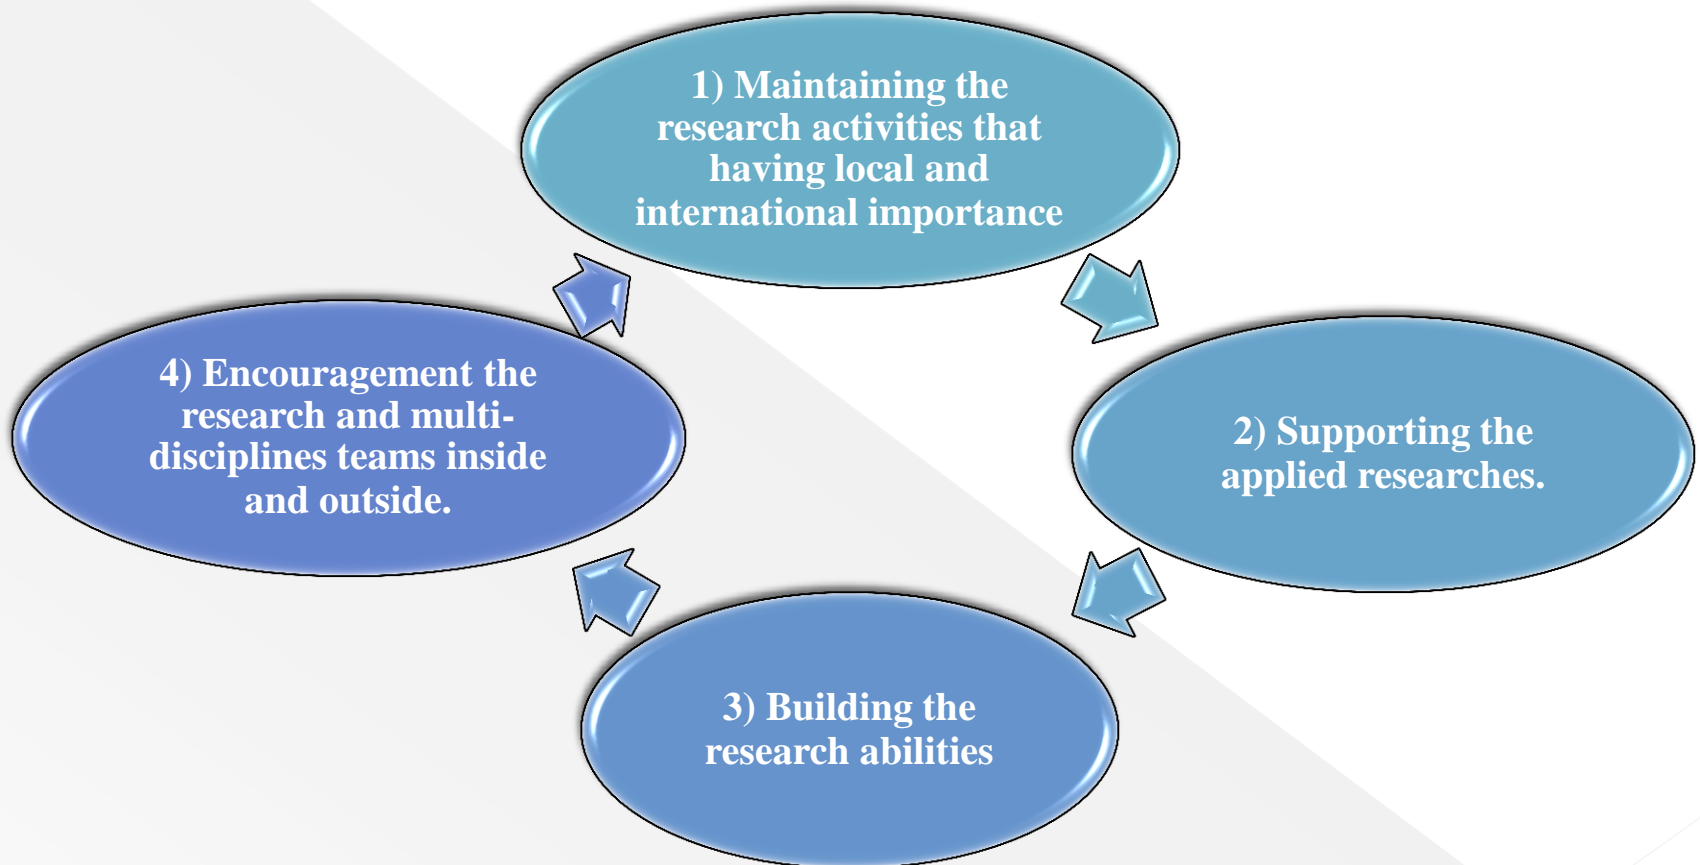 1) Maintaining the
research activities that
having local and
international importance
2) Supporting the
applied researches.
3) Building the
research abilities
4) Encouragement the
research and multi-
disciplines teams inside
and outside.